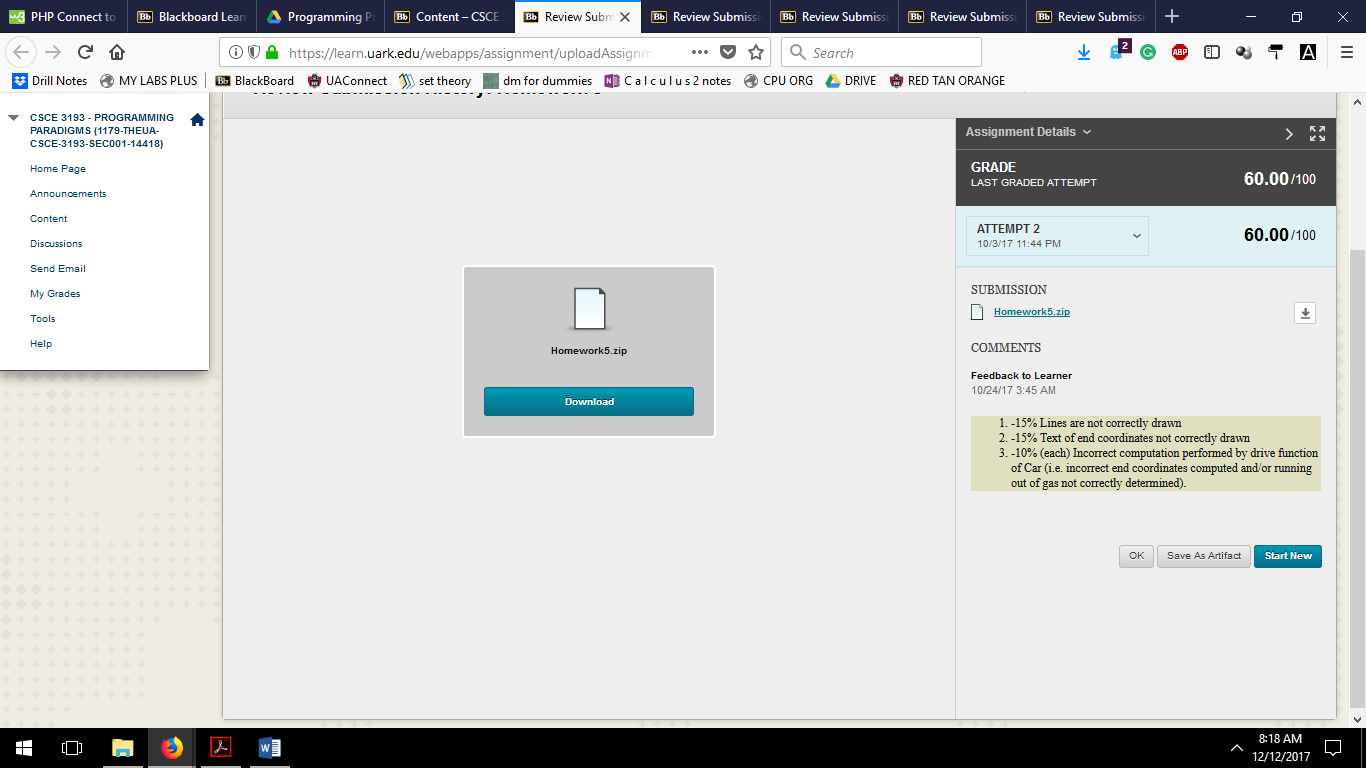 PHP Connect to
Blackboard Lear
Programming P
Content – CSCE
Review Subm
Review Submissi
Review Submissi
Review Submissi
Review Submissi
https://learn.uark.edu/webapps/assignment/uploadAssignm
Search
2
ABP
A
Drill Notes
MY LABS PLUS
BlackBoard
UAConnect
set theory
dm for dummies
C a l c u l u s 2 notes
CPU ORG
DRIVE
RED TAN ORANGE
CSCE 3193 - PROGRAMMING
PARADIGMS (1179-THEUA-
CSCE-3193-SEC001-14418)
Home Page
Announcements
Content
Discussions
Send Email
My Grades
Tools
Help
Homework5.zip
Download
Assignment Details
GRADE
LAST GRADED ATTEMPT
60.00 /100
ATTEMPT 2
10/3/17 11:44 PM
60.00 /100
SUBMISSION
Homework5.zip
COMMENTS
Feedback to Learner
10/24/17 3:45 AM
1. -15% Lines are not correctly drawn
2. -15% Text of end coordinates not correctly drawn
3. -10% (each) Incorrect computation performed by drive function
of Car (i.e. incorrect end coordinates computed and/or running
out of gas not correctly determined).
OK
Save As Artifact
Start New
8:18 AM
12/12/2017